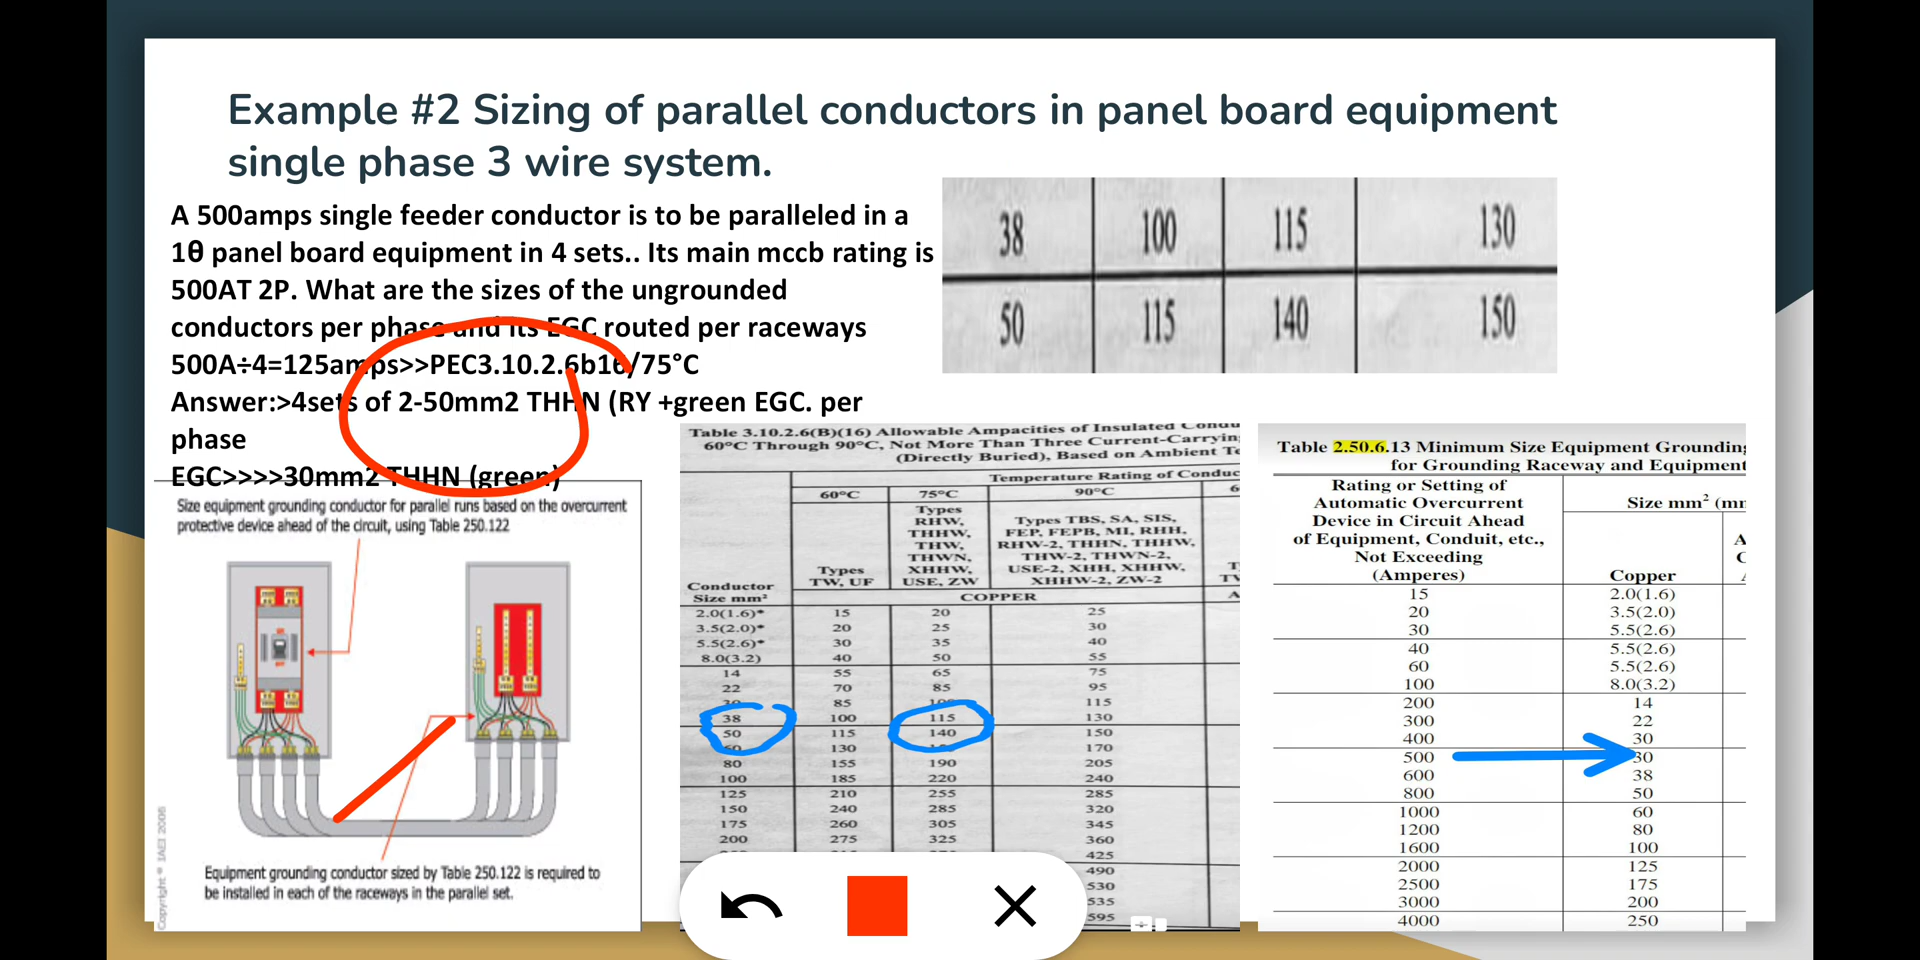 Example #2 Sizing of parallel conductors in panel board equipment
single phase 3 wire system.
A 500amps single feeder conductor is to be paralleled in a
1θ panel board equipment in 4 sets.. Its main mccb rating is
500AT 2P. What are the sizes of the ungrounded
conductors per phase and its EGC routed per raceways
500A÷4=125amps>>PEC3.10.2.6b16/75°C
Answer:>4sets of 2-50mm2 THHN (RY +green EGC. per
phase
EGC>>>>30mm2 THHN (green)
38 100 115 130
50 115 140 150
Size equipment grounding conductor for parallel runs based on the overcurrent
protective device ahead of the circuit, using Table 250.122
Equipment grounding conductor sized by Table 250.122 is required to
be installed in each of the raceways in the parallel set.
Copyright © IAEI 2008
Table 3.10.2.6(B)(16) Allowable Ampacities of Insulated
60°C Through 90°C, Not More Than Three Current-Carrying
(Directly Buried), Based on Ambient
Temperature Rating of Conduc
60°C 75°C 90°C 6
Conductor
Size mm²
Types
TW, UF
Types
RHW,
THHW,
THW,
THWN,
XHHW,
USE, ZW
Types TBS, SA, SIS,
FEP, FEPB, MI, RHH,
RHW-2, THHN, THHW,
THW-2, THWN-2,
USE-2, XHH, XHHW,
XHHW-2, ZW-2
T
TW
COPPER A
2.0(1.6)* 15 20 25
3.5(2.0)* 20 25 30
5.5(2.6)* 30 35 40
8.0(3.2) 40 50 55
14 55 65 75
22 70 85 95
30 85 100 115
38 100 115 130
50 115 140 150
60 130 170
80 155 190 205
100 185 220 240
125 210 255 285
150 240 285 320
175 260 305 345
200 275 325 360
425
490
530
535
595
Table 2.50.6.13 Minimum Size Equipment Grounding
for Grounding Raceway and Equipment
Rating or Setting of
Automatic Overcurrent
Device in Circuit Ahead
of Equipment, Conduit, etc.,
Not Exceeding
(Amperes)
Size mm² (mm
Copper
A
C
15 2.0(1.6)
20 3.5(2.0)
30 5.5(2.6)
40 5.5(2.6)
60 5.5(2.6)
100 8.0(3.2)
200 14
300 22
400 30
500 30
600 38
800 50
1000 60
1200 80
1600 100
2000 125
2500 175
3000 200
4000 250